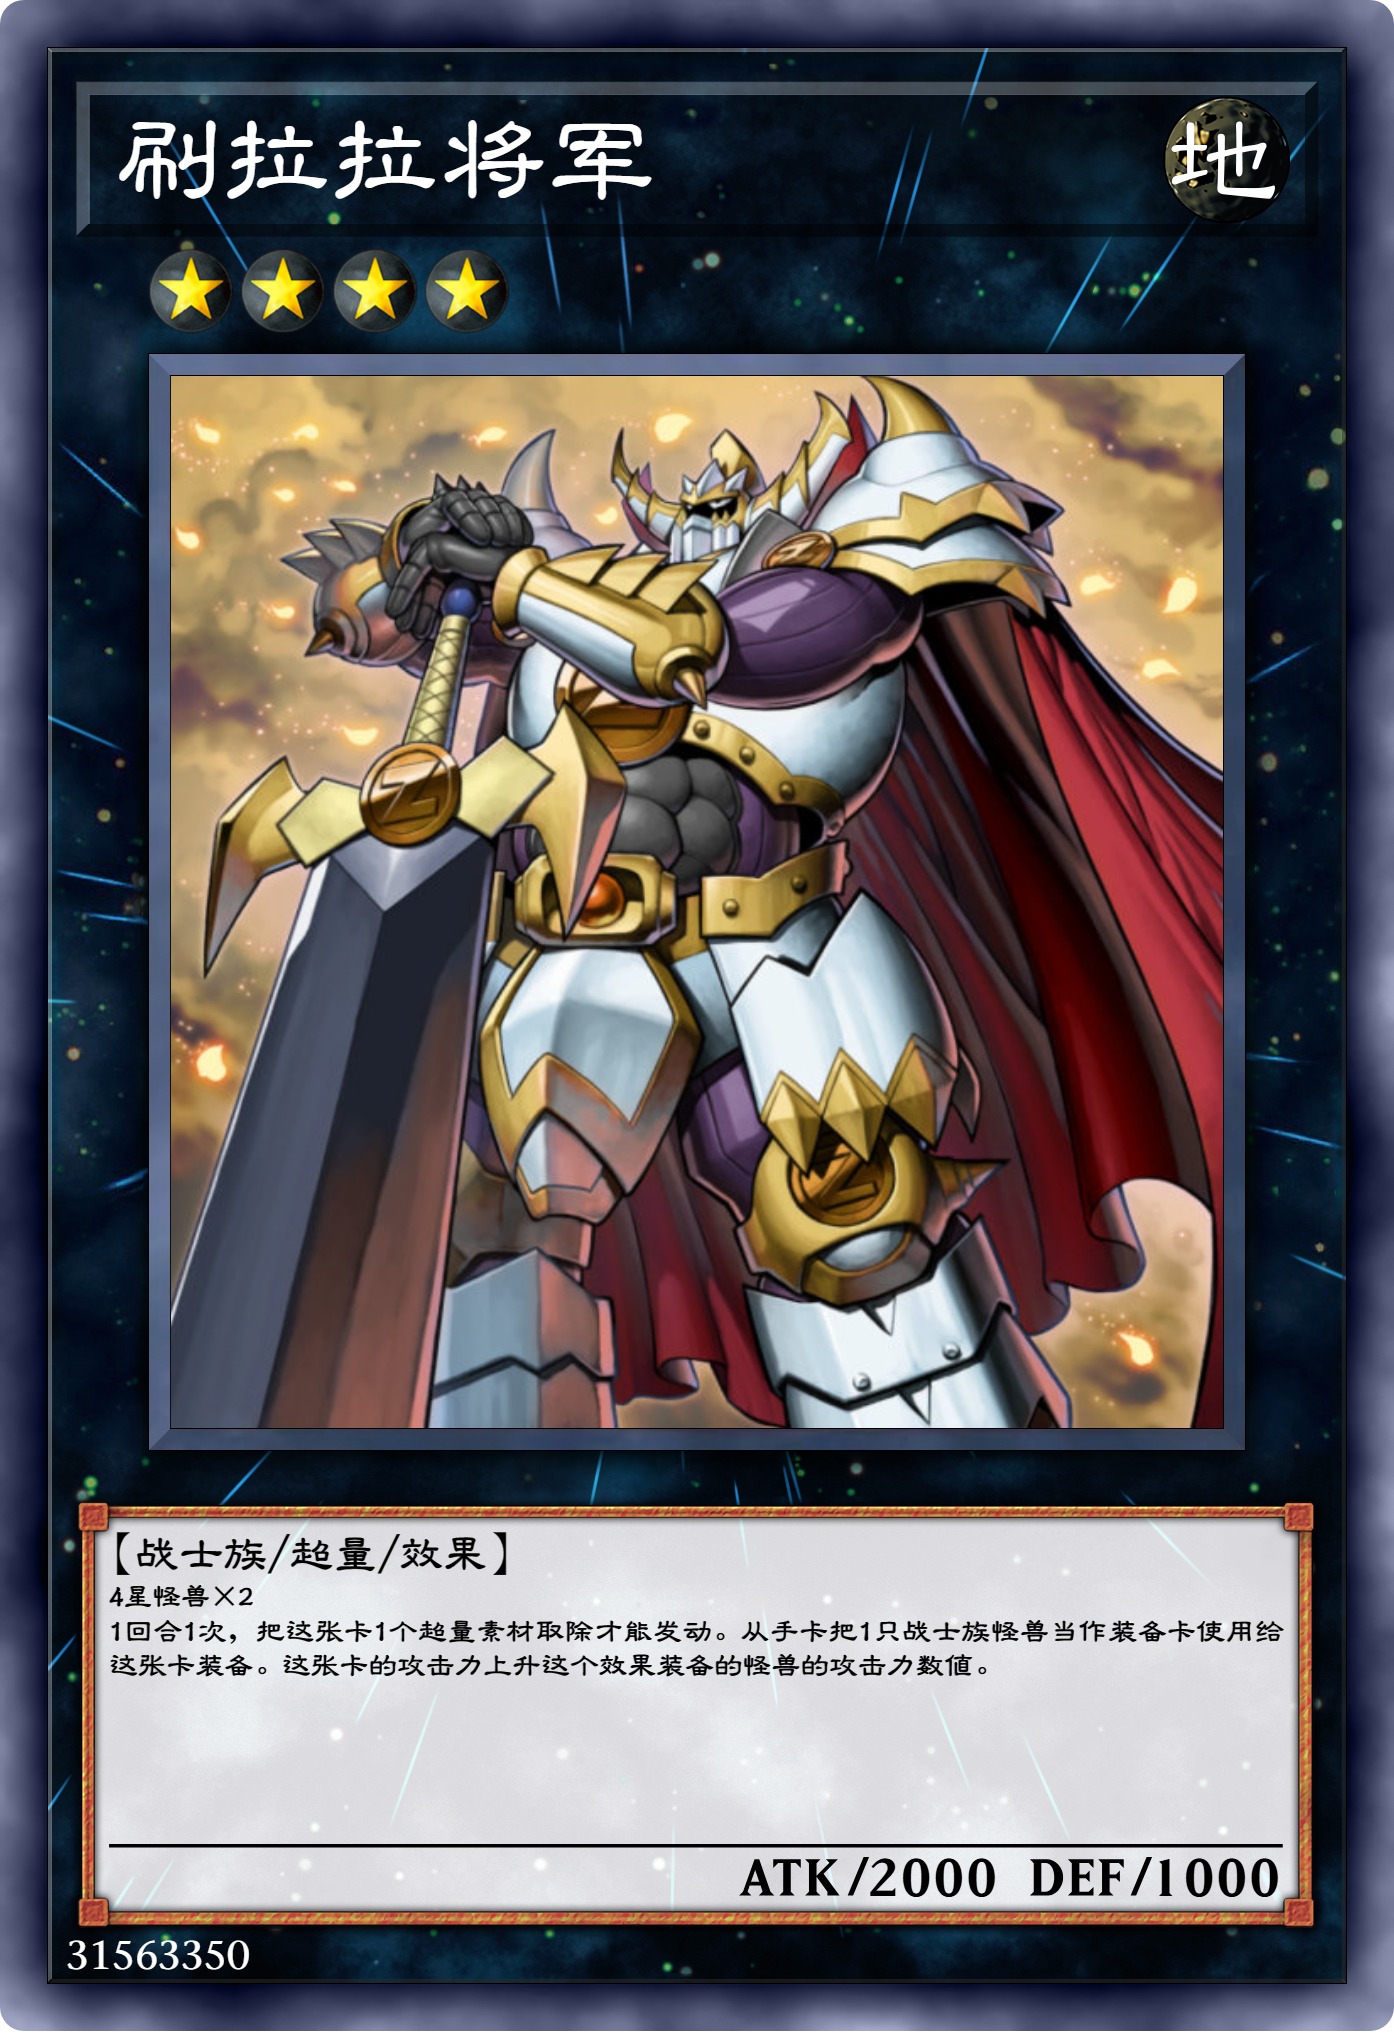 刷拉拉将军
地
Z
Z
Z
Z
【战士族/超量/效果】
4星怪兽×2
1回合1次，把这张卡1个超量素材取除才能发动。从手卡把1只战士族怪兽当作装备卡使用给
这张卡装备。这张卡的攻击力上升这个效果装备的怪兽的攻击力数值。
ATK/2000 DEF/1000
31563350